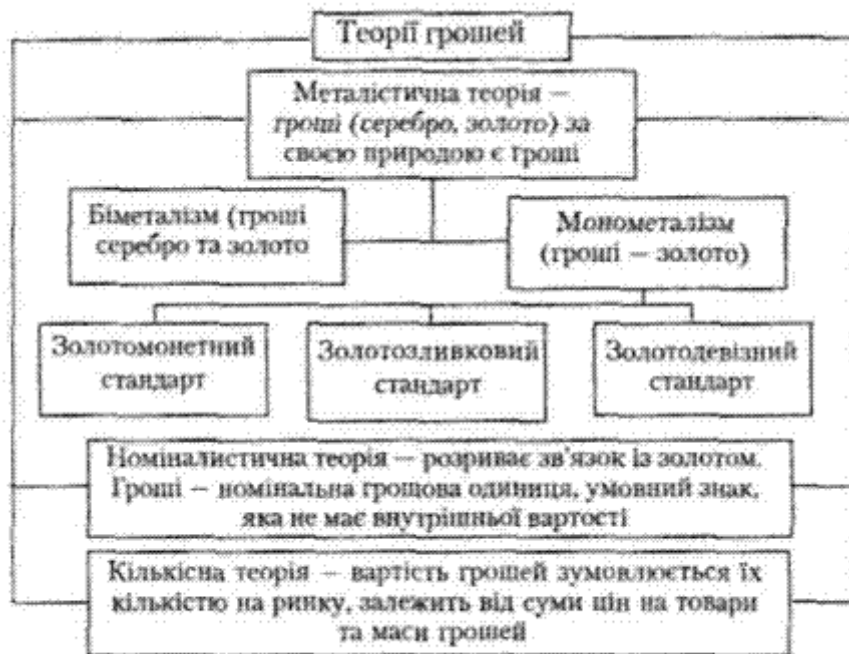 Теорії грошей
Металістична теорія —
гроші (серебро, золото) за
своєю природою є гроші
Біметалізм (гроші
серебро та золото
Монометалізм
(гроші — золото)
Золотомонетний
стандарт
Золотозливковий
стандарт
Золотодевізний
стандарт
Номіналистична теорія — розриває зв'язок із золотом.
Гроші — номінальна грошова одиниця, умовний знак,
яка не має внутрішньої вартості
Кількісна теорія — вартість грошей зумовлюється їх
кількістю на ринку, залежить від суми цін на товари
та маси грошей